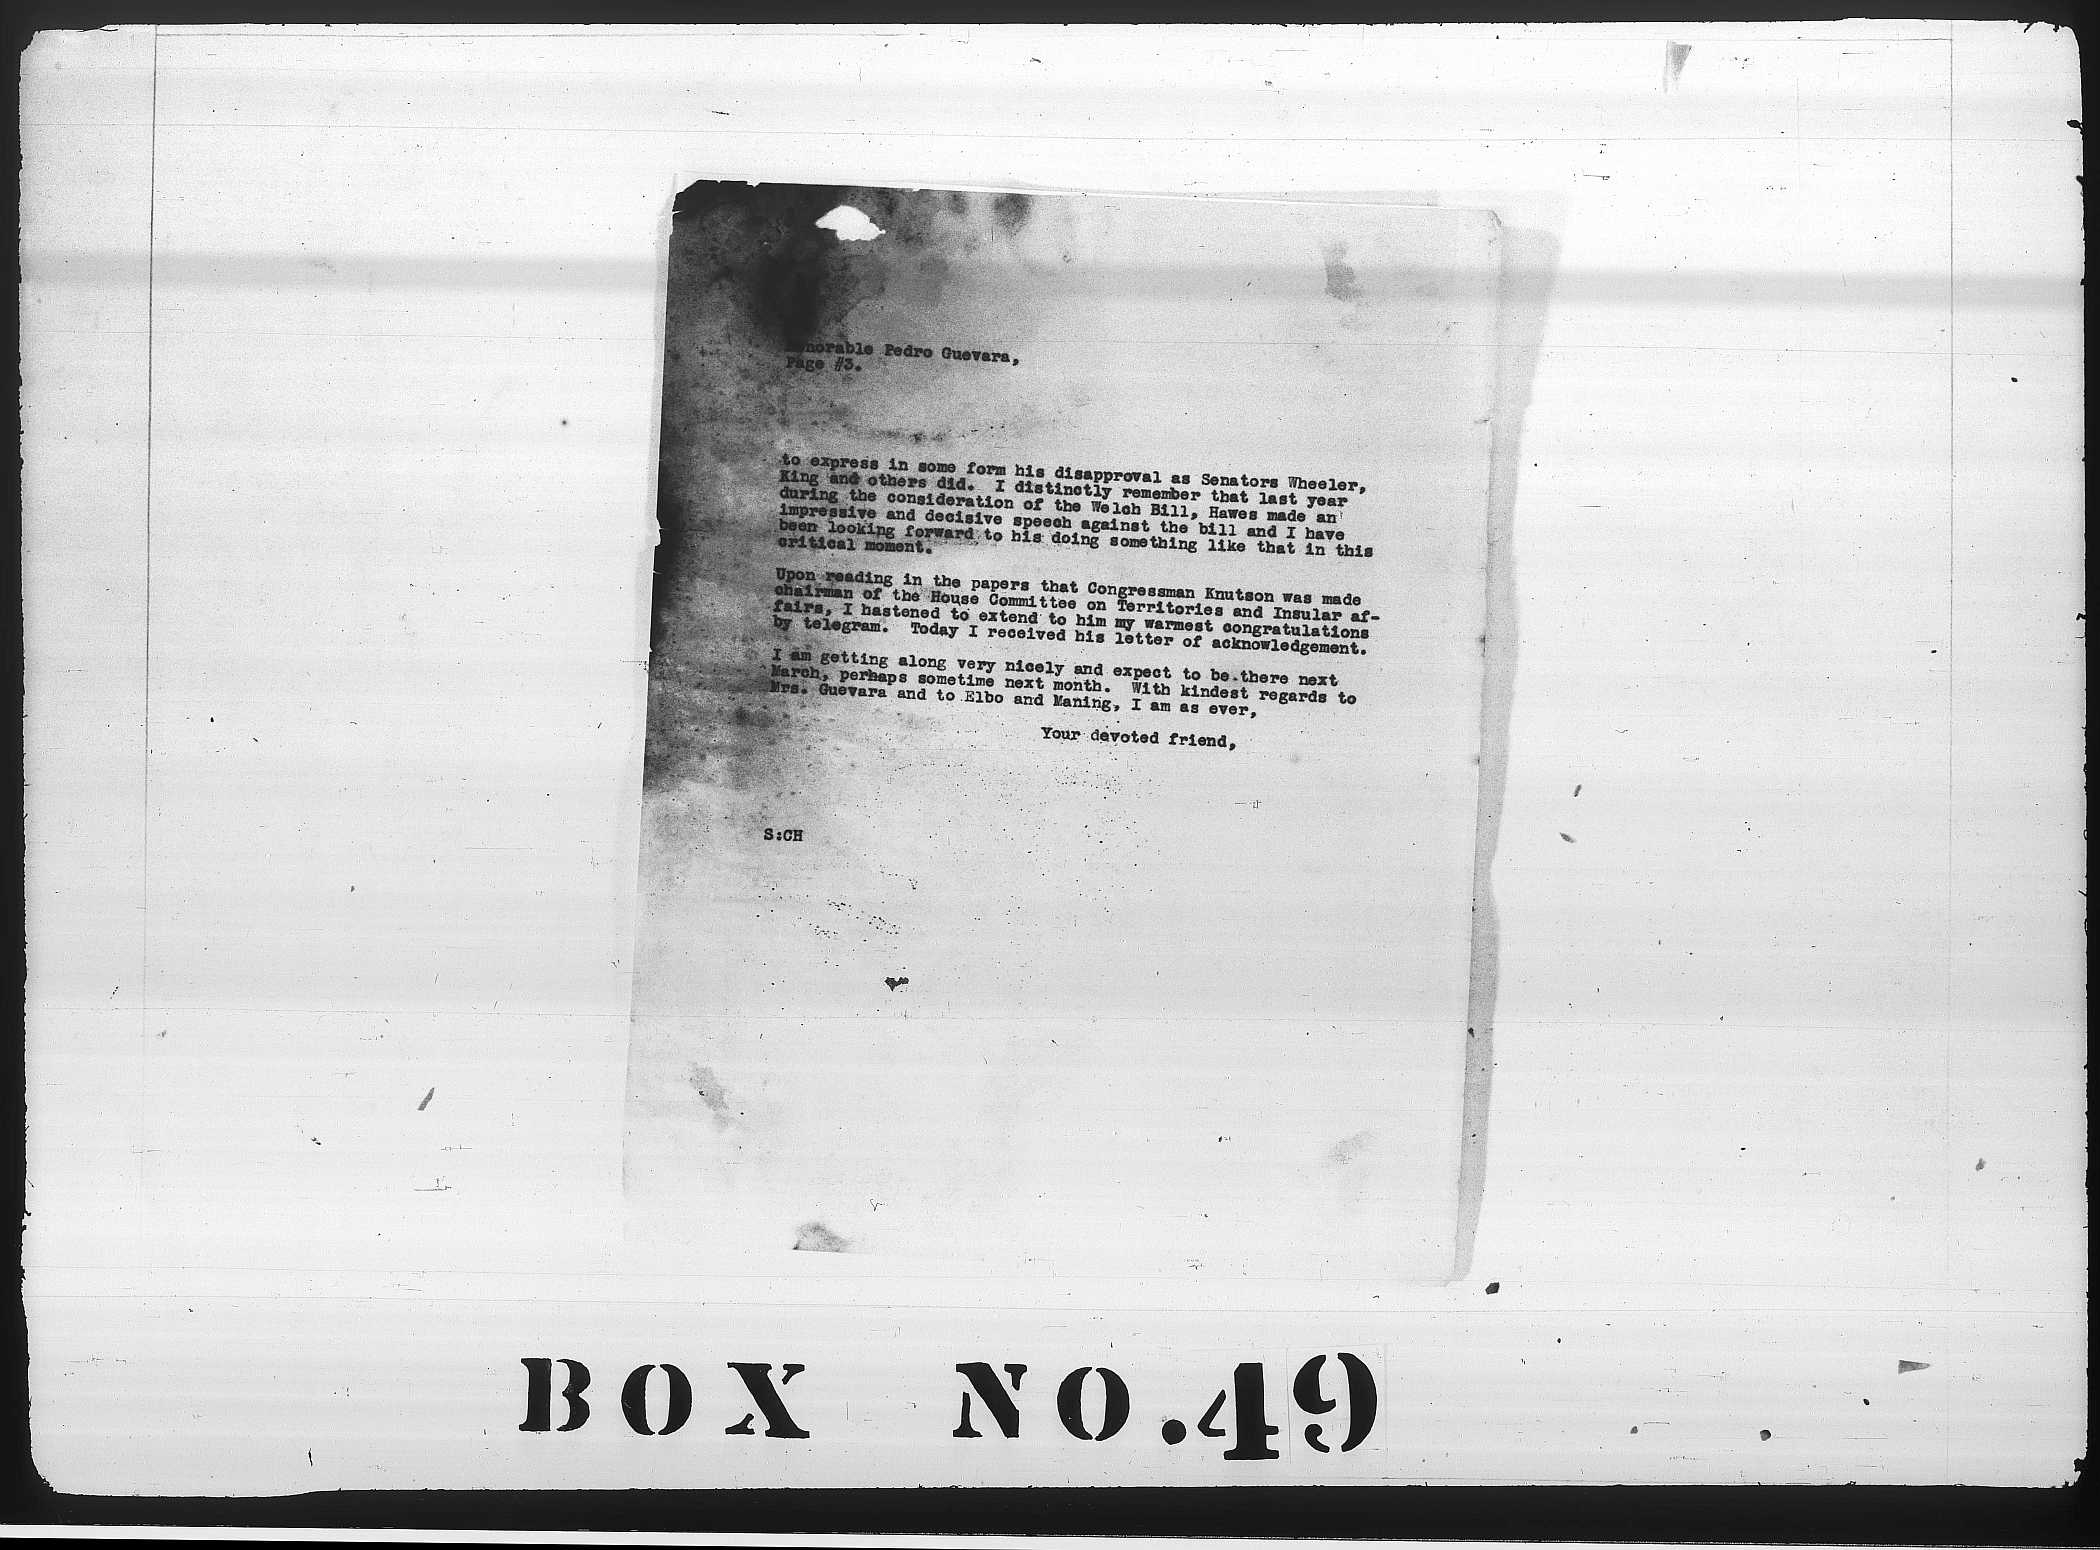 Honorable Pedro Guevara,
Page #3.
to express in some form his disapproval as Senators Wheeler,
King and others did. I distinctly remember that last year
during the consideration of the Welch Bill, Hawes made an
impressive and decisive speech against the bill and I have
been looking forward to his doing something like that in this
critical moment.
Upon reading in the papers that Congressman Knutson was made
chairman of the House Committee on Territories and Insular af-
fairs, I hastened to extend to him my warmest congratulations
by telegram. Today I received his letter of acknowledgement.
I am getting along very nicely and expect to be there next
March, perhaps sometime next month. With kindest regards to
Mrs. Guevara and to Elbo and Maning, I am as ever,
Your devoted friend,
S:CH
BOX NO.49